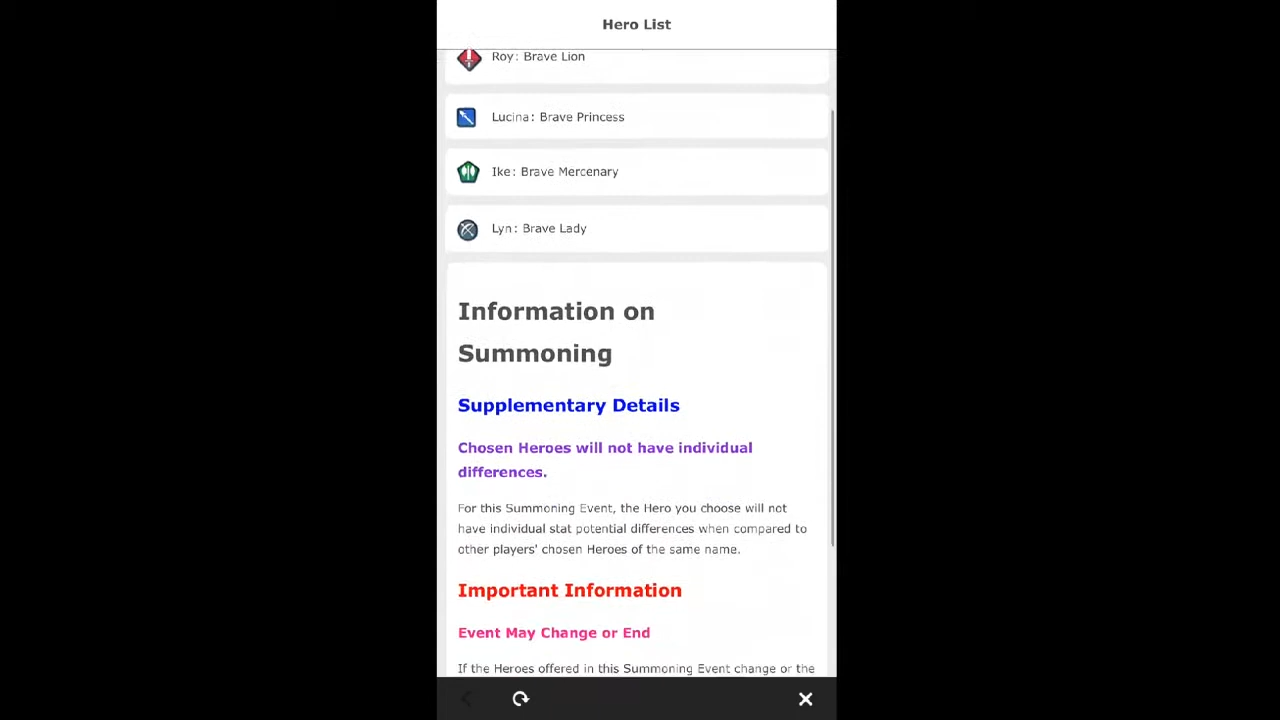 Hero List
Roy: Brave Lion
Lucina: Brave Princess
Ike: Brave Mercenary
Lyn: Brave Lady
Information on
Summoning
Supplementary Details
Chosen Heroes will not have individual
differences.
For this Summoning Event, the Hero you choose will not
have individual stat potential differences when compared to
other players' chosen Heroes of the same name.
Important Information
Event May Change or End
If the Heroes offered in this Summoning Event change or the